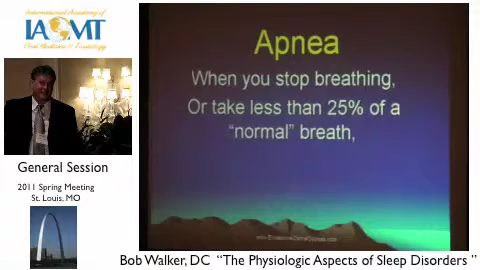 International Academy of
IAOMT
Oral Medicine & Toxicology
General Session
2011 Spring Meeting
St. Louis, MO
Apnea
When you stop breathing,
Or take less than 25% of a
“normal” breath,
Bob Walker, DC “The Physiologic Aspects of Sleep Disorders ”